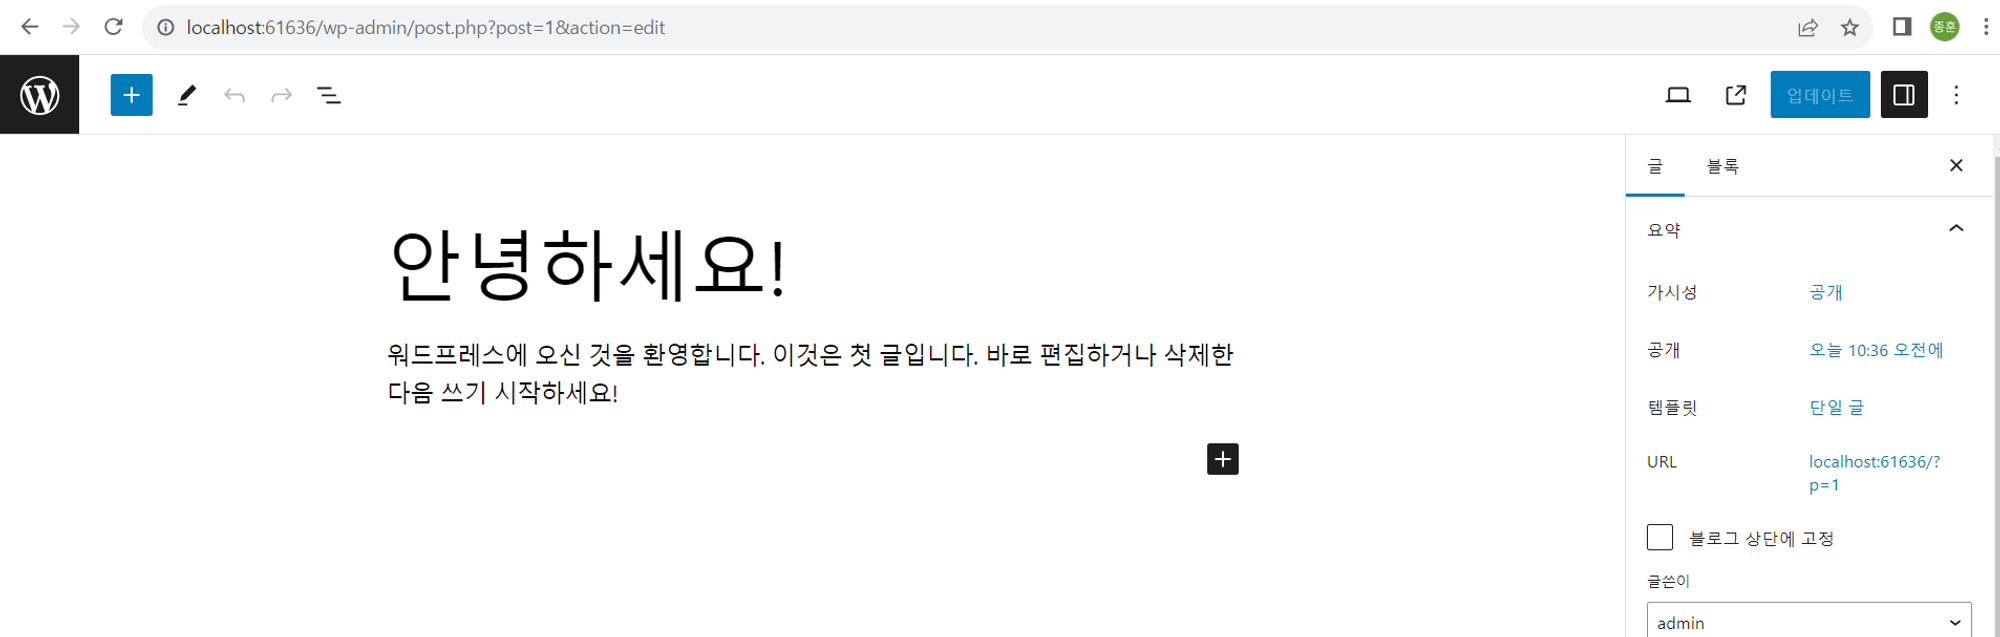 localhost:61636/wp-admin/post.php?post=1&action=edit
종훈
업데이트
글 블록
안녕하세요!
워드프레스에 오신 것을 환영합니다. 이것은 첫 글입니다. 바로 편집하거나 삭제한
다음 쓰기 시작하세요!
요약
가시성 공개
공개 오늘 10:36 오전에
템플릿 단일 글
URL localhost:61636/?
p=1
블로그 상단에 고정
글쓴이
admin